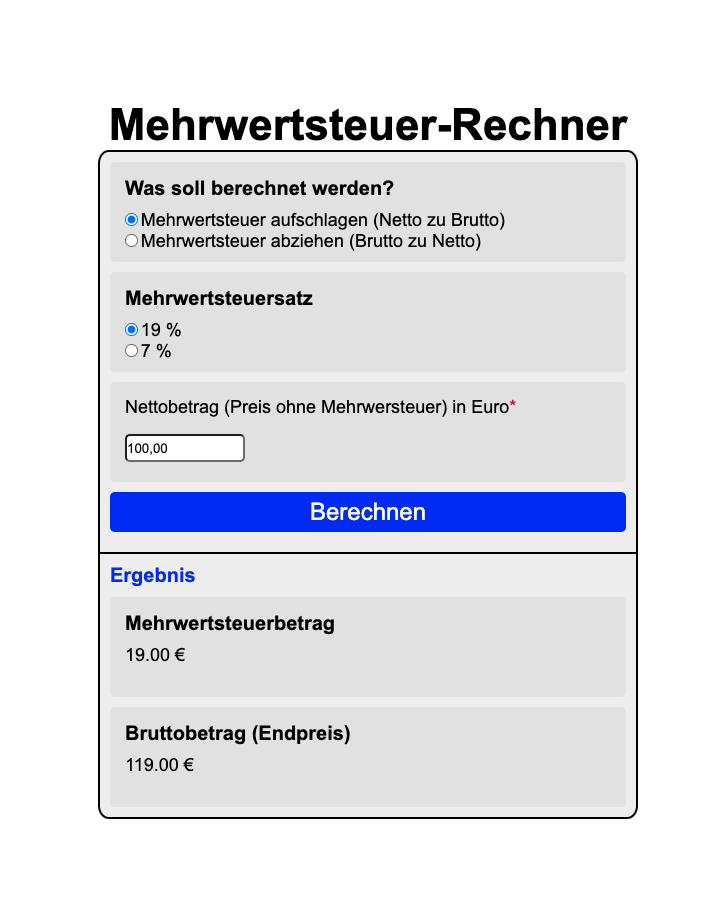 Mehrwertsteuer-Rechner
Was soll berechnet werden?
Mehrwertsteuer aufschlagen (Netto zu Brutto)
Mehrwertsteuer abziehen (Brutto zu Netto)
Mehrwertsteuersatz
19 %
7 %
Nettobetrag (Preis ohne Mehrwersteuer) in Euro*
100,00
Berechnen
Ergebnis
Mehrwertsteuerbetrag
19.00 €
Bruttobetrag (Endpreis)
119.00 €